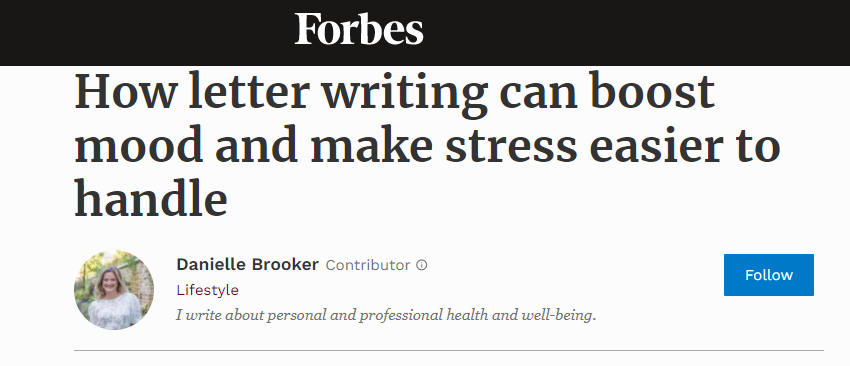 Forbes
How letter writing can boost
mood and make stress easier to
handle
Danielle Brooker Contributor
Follow
Lifestyle
I write about personal and professional health and well-being.